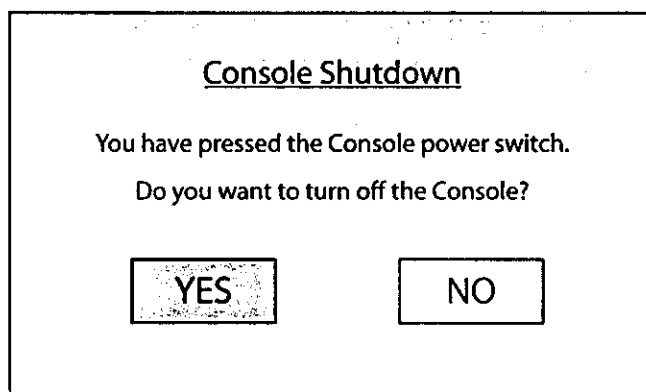 Console Shutdown
You have pressed the Console power switch.
Do you want to turn off the Console?
YES
NO